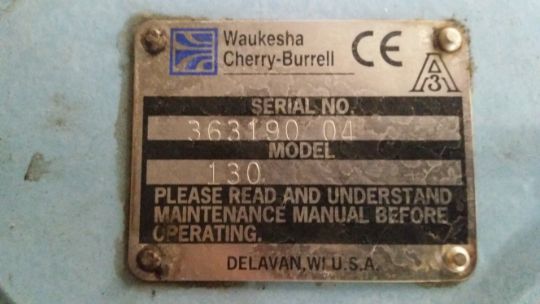 Waukesha
Cherry-Burrell
CE
3A
SERIAL NO.
363190 04
MODEL
130
PLEASE READ AND UNDERSTAND
MAINTENANCE MANUAL BEFORE
OPERATING.
DELAVAN, WI U.S.A.